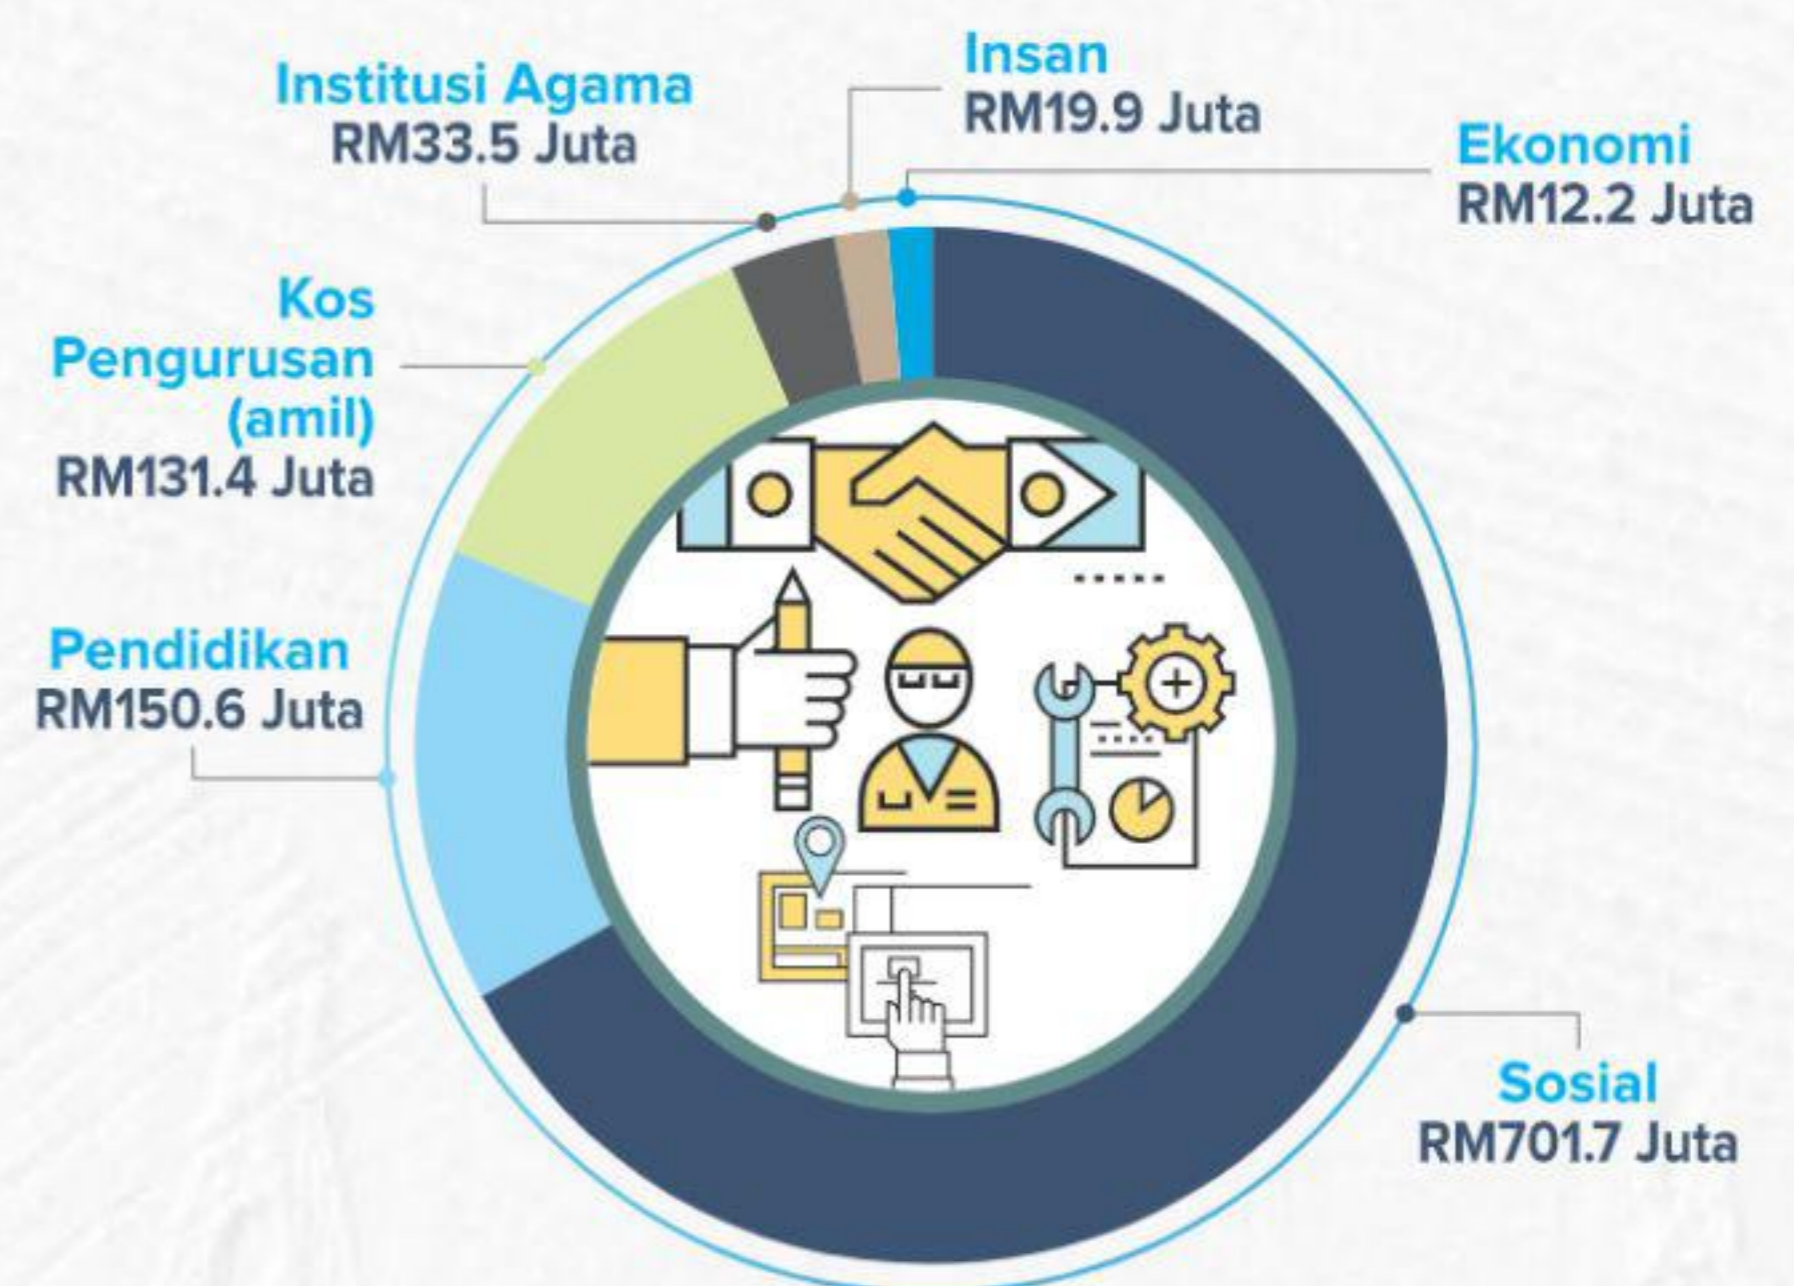 Insan
RM19.9 Juta
Institusi Agama
RM33.5 Juta
Ekonomi
RM12.2 Juta
Kos
Pengurusan
(amil)
RM131.4 Juta
Pendidikan
RM150.6 Juta
Sosial
RM701.7 Juta